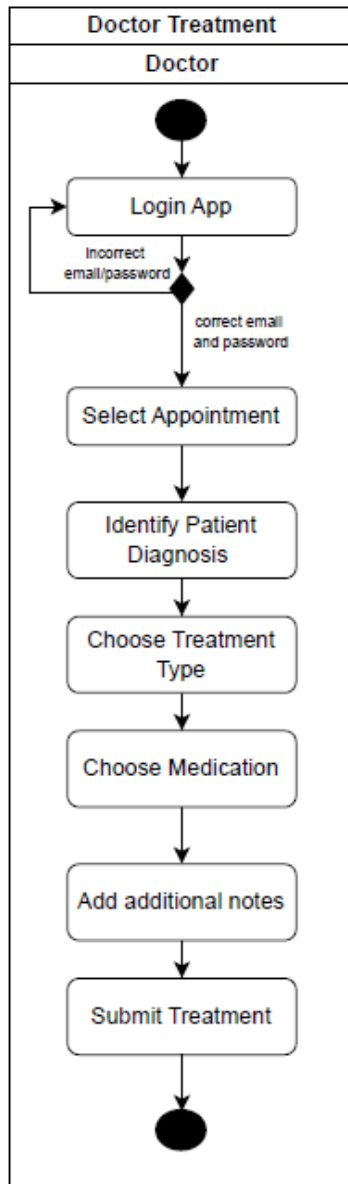 Doctor Treatment
Doctor
Login App
Incorrect
email/password
correct email
and password
Select Appointment
Identify Patient
Diagnosis
Choose Treatment
Type
Choose Medication
Add additional notes
Submit Treatment